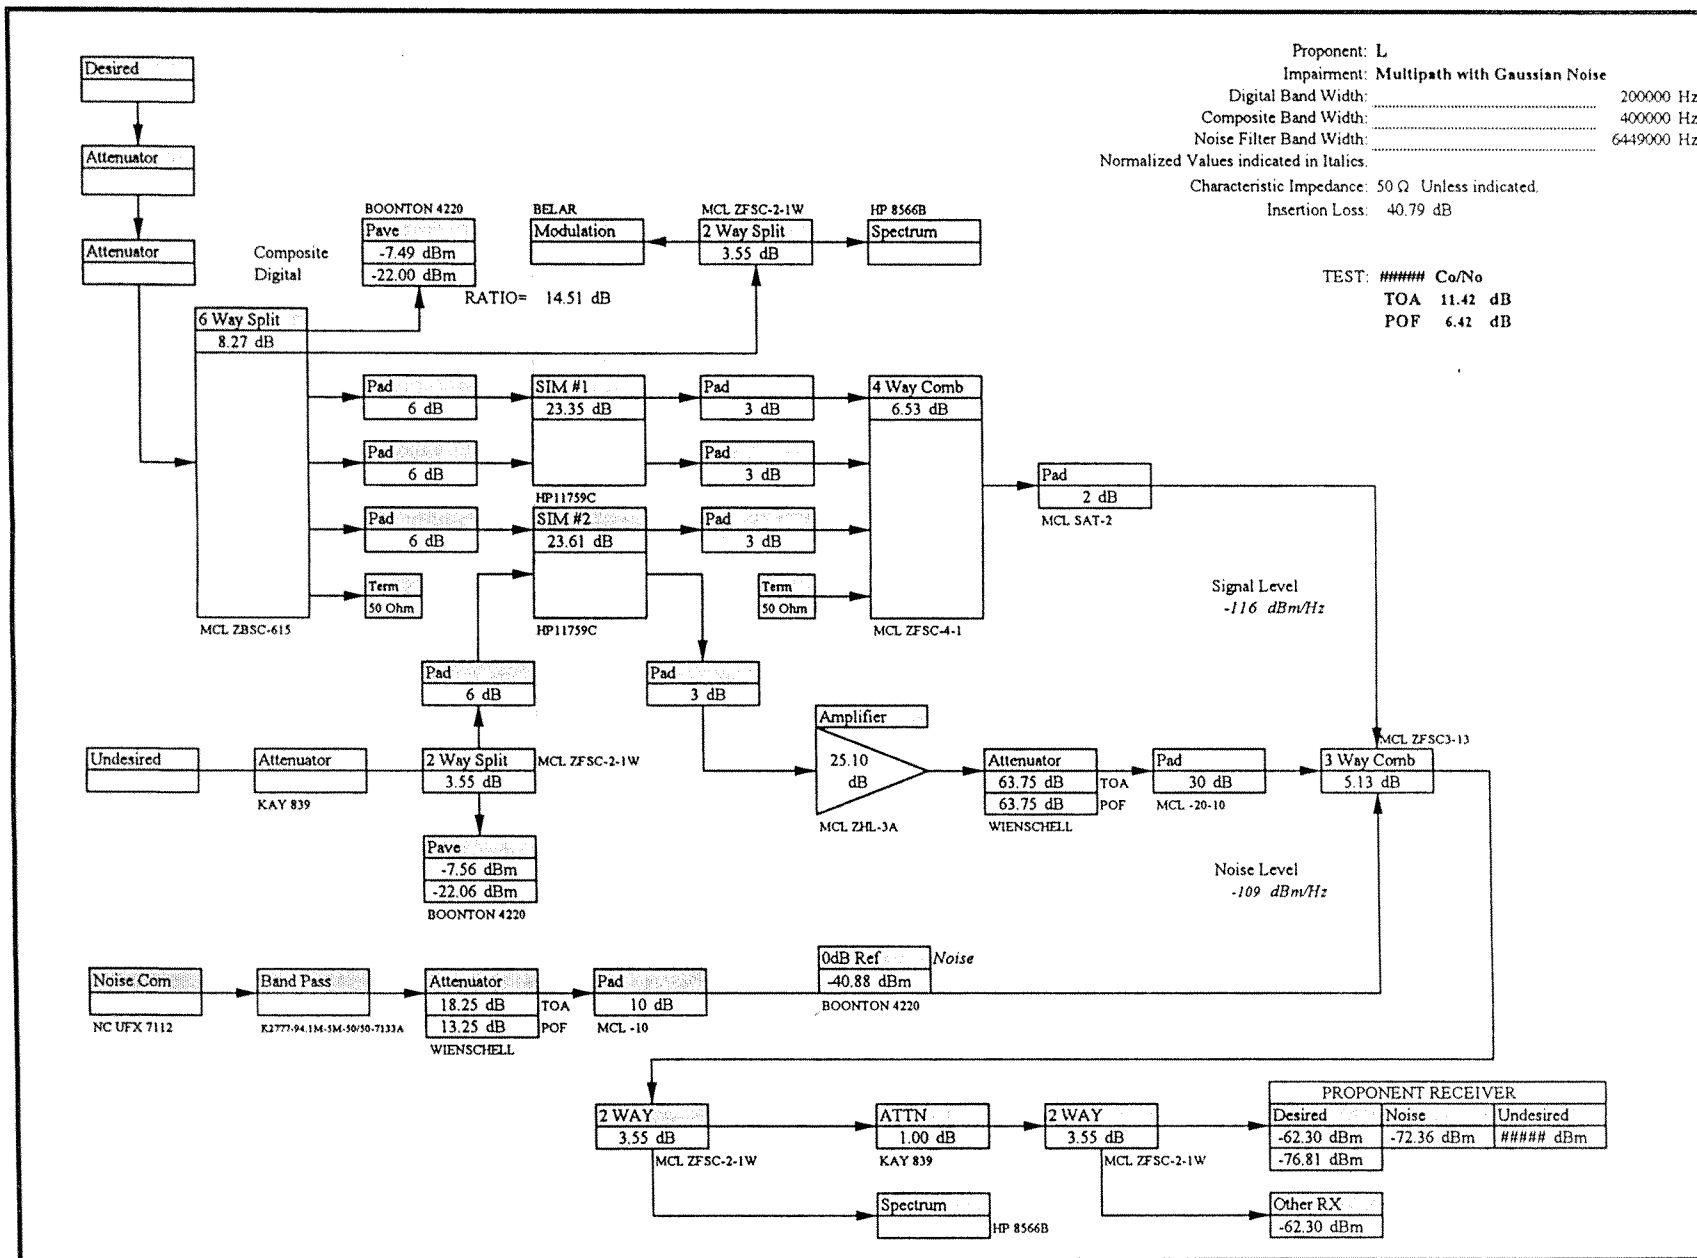 Proponent: L
Impairment: Multipath with Gaussian Noise
Digital Band Width: 200000 Hz
Composite Band Width: 400000 Hz
Noise Filter Band Width: 6449000 Hz
Normalized Values indicated in Italics.
Characteristic Impedance: 50 Ω Unless indicated.
Insertion Loss: 40.79 dB
TEST: ##### Co/No
TOA 11.42 dB
POF 6.42 dB
Desired
Attenuator
Attenuator
Composite
Digital
BOONTON 4220
Pave
-7.49 dBm
-22.00 dBm
RATIO= 14.51 dB
BELAR
Modulation
MCL ZFSC-2-1W
2 Way Split
3.55 dB
HP 8566B
Spectrum
6 Way Split
8.27 dB
MCL ZBSC-615
Pad
6 dB
SIM #1
23.35 dB
Pad
3 dB
4 Way Comb
6.53 dB
Pad
6 dB
HP11759C
Pad
3 dB
Pad
2 dB
MCL SAT-2
Pad
6 dB
SIM #2
23.61 dB
Pad
3 dB
Term
50 Ohm
HP11759C
Term
50 Ohm
MCL ZFSC-4-1
Signal Level
-116 dBm/Hz
Pad
6 dB
Pad
3 dB
Undesired
Attenuator
KAY 839
2 Way Split
3.55 dB
MCL ZFSC-2-1W
Amplifier
25.10
dB
MCL ZHL-3A
Attenuator
63.75 dB TOA
63.75 dB POF
WIENSCHELL
Pad
30 dB
MCL -20-10
MCL ZFSC3-13
3 Way Comb
5.13 dB
Pave
-7.56 dBm
-22.06 dBm
BOONTON 4220
Noise Level
-109 dBm/Hz
Noise Com
NC UFX 7112
Band Pass
K2777-94.1M-5M-50/50-7133A
Attenuator
18.25 dB TOA
13.25 dB POF
WIENSCHELL
Pad
10 dB
MCL -10
0dB Ref Noise
-40.88 dBm
BOONTON 4220
2 WAY
3.55 dB
MCL ZFSC-2-1W
ATTN
1.00 dB
KAY 839
2 WAY
3.55 dB
MCL ZFSC-2-1W
PROPONENT RECEIVER
Desired Noise Undesired
-62.30 dBm -72.36 dBm ##### dBm
-76.81 dBm
Spectrum
HP 8566B
Other RX
-62.30 dBm